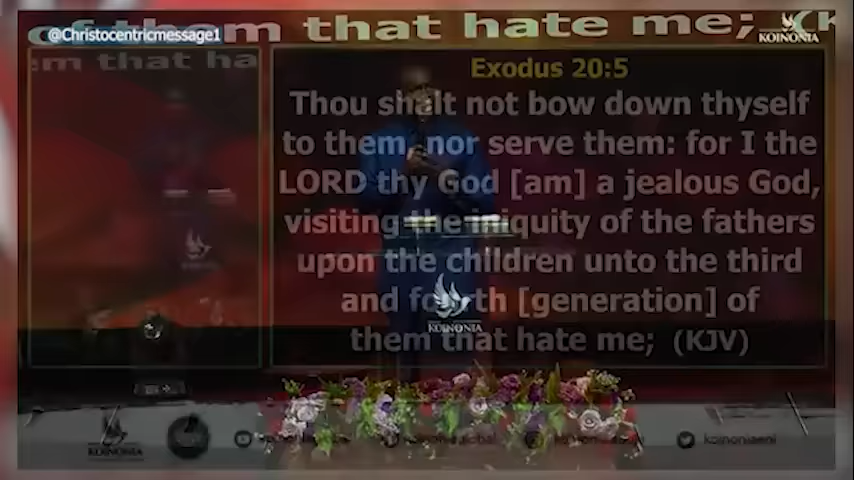 of them that hate me; (K
@Christocentricmessage1
KOINONIA
em that ha
Exodus 20:5
Thou shalt not bow down thyself
to them, nor serve them: for I the
LORD thy God [am] a jealous God,
visiting the iniquity of the fathers
upon the children unto the third
and fourth [generation] of
them that hate me; (KJV)
KOINONIA
KOINONIA
koinoniaglobal
koinoniaeni